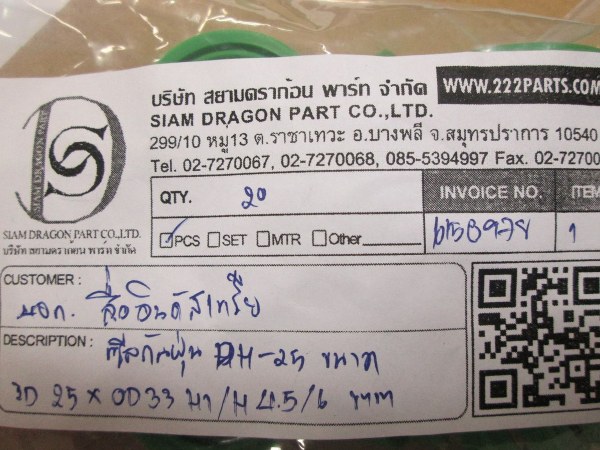 บริษัท สยามดราก้อน พาร์ท จำกัด
WWW.222PARTS.COM
SIAM DRAGON PART CO.,LTD.
299/10 หมู่13 ต.ราชาเทวะ อ.บางพลี จ.สมุทรปราการ 10540
Tel. 02-7270067, 02-7270068, 085-5394997 Fax. 02-72700
SIAM DRAGON PART
SIAM DRAGON PART CO.,LTD.
บริษัท สยามดราก้อน พาร์ท จำกัด
QTY. 20
INVOICE NO. ITEM
PCS SET MTR Other
1
CUSTOMER :
หจก. สื่ออินดัสเทรีย
DESCRIPTION : ซีลกันฝุ่น DH-25 ขนาด
ID 25 x OD 33 H1/H 4.5/6